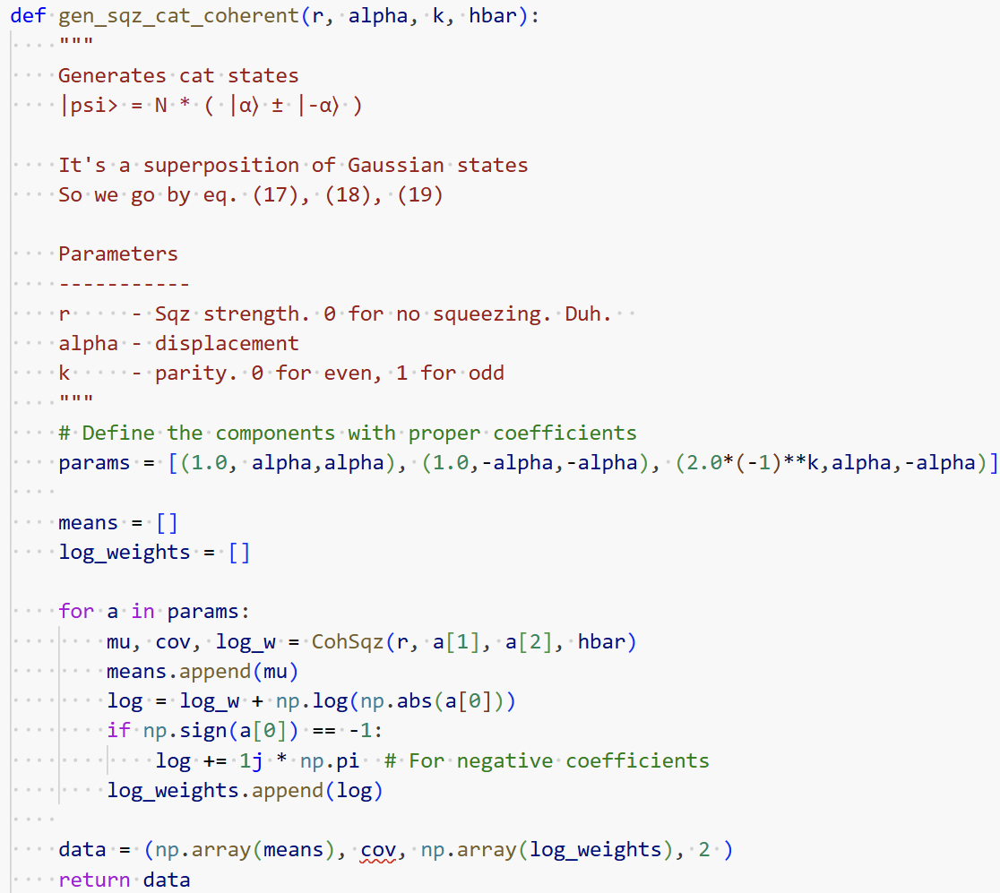 def gen_sqz_cat_coherent(r, alpha, k, hbar):
    """
    Generates cat states
    |psi> = N * ( |α⟩ ± |-α⟩ )

    It's a superposition of Gaussian states
    So we go by eq. (17), (18), (19)

    Parameters
    -----------
    r     - Sqz strength. 0 for no squeezing. Duh.
    alpha - displacement
    k     - parity. 0 for even, 1 for odd
    """
    # Define the components with proper coefficients
    params = [(1.0, alpha,alpha), (1.0,-alpha,-alpha), (2.0*(-1)**k,alpha,-alpha)]

    means = []
    log_weights = []

    for a in params:
        mu, cov, log_w = CohSqz(r, a[1], a[2], hbar)
        means.append(mu)
        log = log_w + np.log(np.abs(a[0]))
        if np.sign(a[0]) == -1:
            log += 1j * np.pi  # For negative coefficients
        log_weights.append(log)

    data = (np.array(means), cov, np.array(log_weights), 2 )
    return data